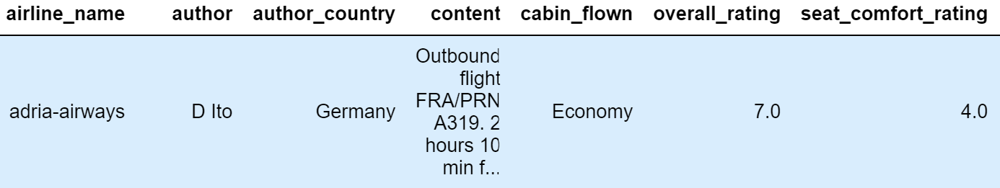 airline_name author author_country content cabin_flown overall_rating seat_comfort_rating
adria-airways D Ito Germany Outbound
flight
FRA/PRN
A319. 2
hours 10
min f...
Economy 7.0 4.0